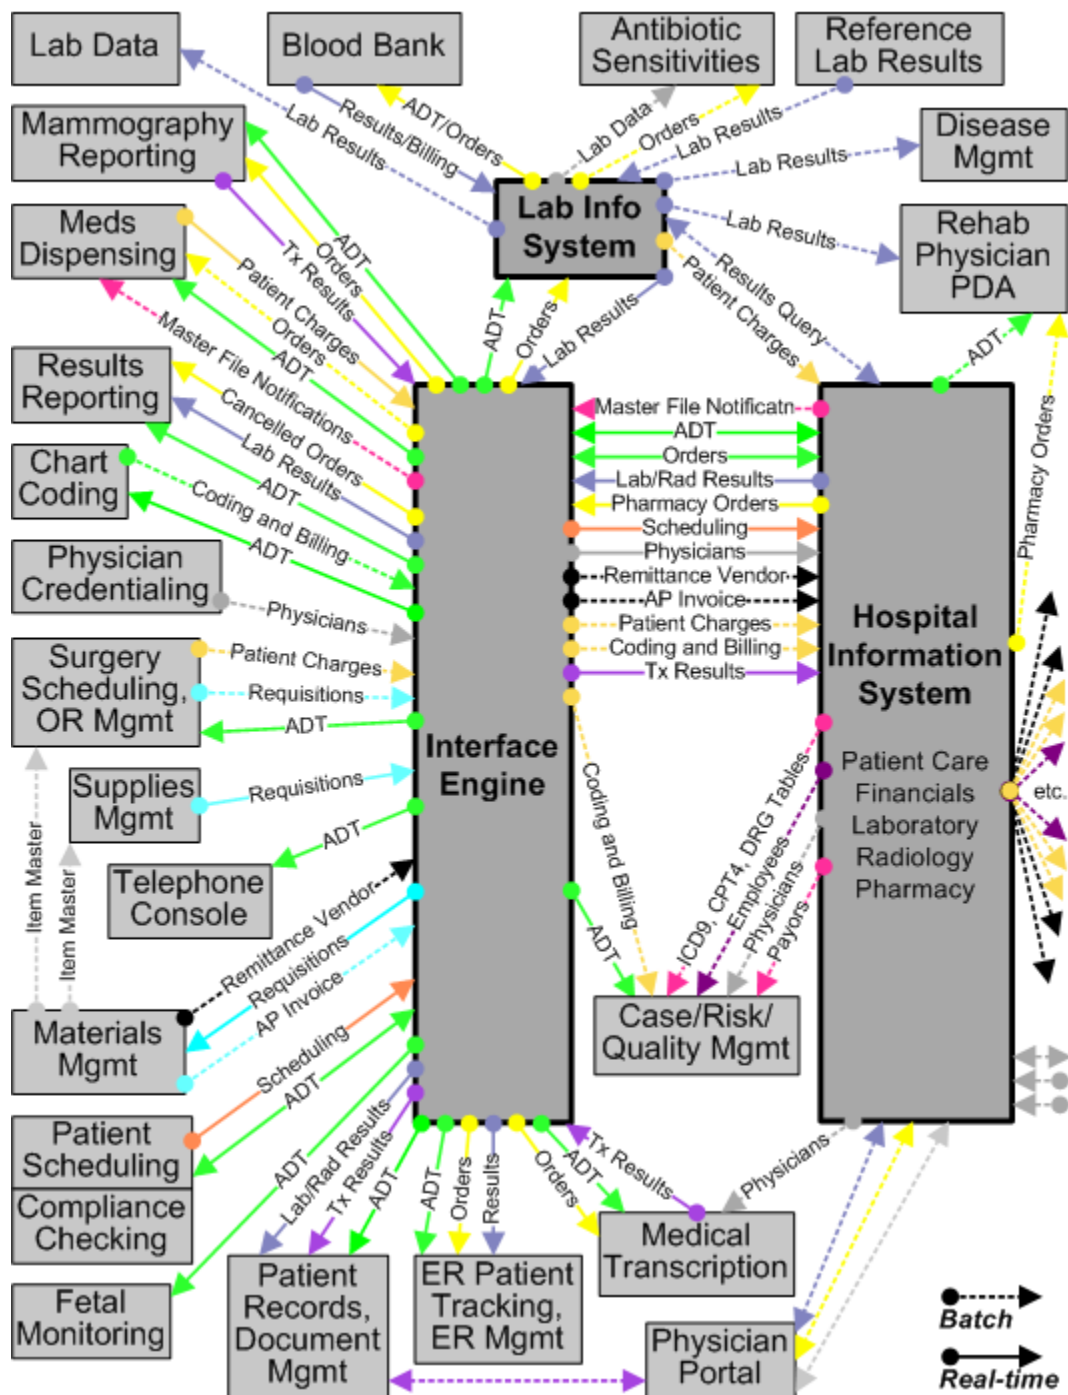 Lab Data
Blood Bank
Antibiotic
Sensitivities
Reference
Lab Results
Mammography
Reporting
Disease
Mgmt
Lab Results
Results/Billing
ADT/Orders
Lab Data
Orders
Lab Results
Lab Results
Lab Results
Lab Info
System
Meds
Dispensing
Rehab
Physician
PDA
ADT
Orders
Tx Results
Patient Charges
Orders
ADT
Master File Notifications
ADT
Orders
Lab Results
Results Query
Patient Charges
ADT
Results
Reporting
Cancelled Orders
Lab Results
ADT
Chart
Coding
Coding and Billing
ADT
Master File Notificatn
ADT
Orders
Lab/Rad Results
Pharmacy Orders
Scheduling
Physicians
Remittance Vendor
AP Invoice
Patient Charges
Coding and Billing
Tx Results
Pharmacy Orders
Physician
Credentialing
Physicians
Surgery
Scheduling,
OR Mgmt
Patient Charges
Requisitions
ADT
Hospital
Information
System
Patient Care
Financials
Laboratory
Radiology
Pharmacy
etc.
Interface
Engine
Supplies
Mgmt
Requisitions
ADT
Telephone
Console
Item Master
Item Master
Coding and Billing
ADT
ICD9, CPT4, DRG Tables
Employees
Physicians
Payors
Remittance Vendor
Requisitions
AP Invoice
Materials
Mgmt
Case/Risk/
Quality Mgmt
Scheduling
ADT
Patient
Scheduling
Compliance
Checking
ADT
Lab/Rad Results
Tx Results
ADT
ADT
Orders
Results
Orders
ADT
Tx Results
Physicians
Medical
Transcription
Fetal
Monitoring
Patient
Records,
Document
Mgmt
ER Patient
Tracking,
ER Mgmt
Physician
Portal
Batch
Real-time